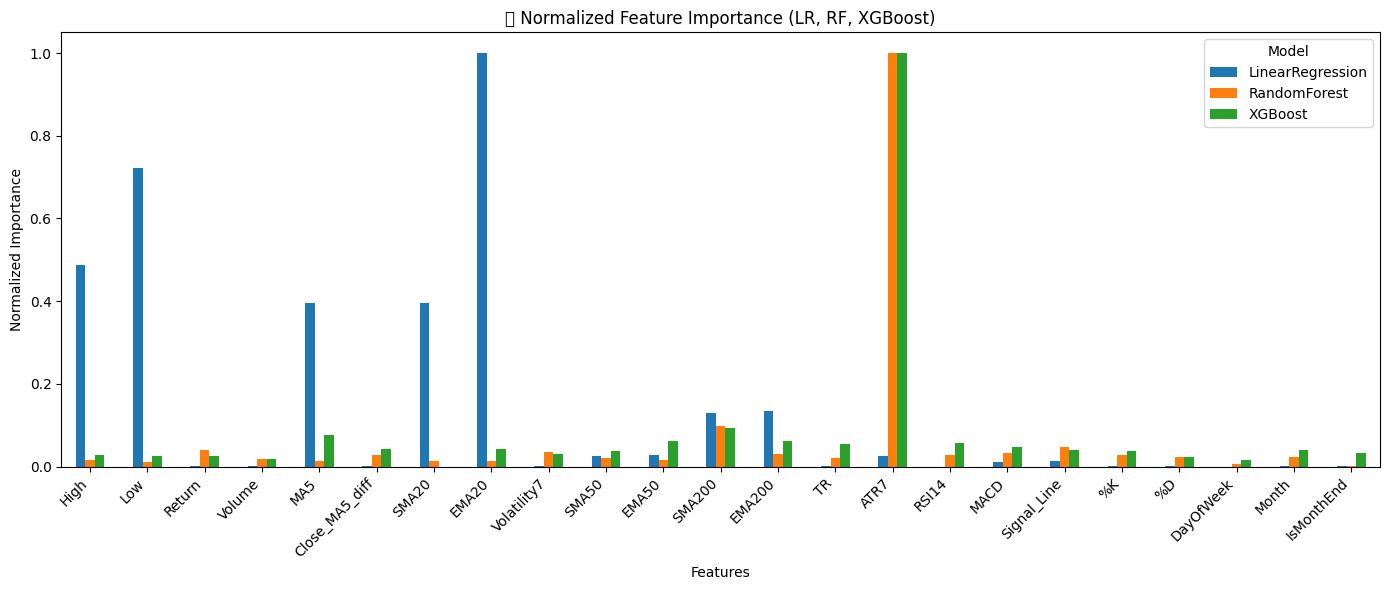 Normalized Feature Importance (LR, RF, XGBoost)
Model
LinearRegression
RandomForest
XGBoost
Normalized Importance
1.0
0.8
0.6
0.4
0.2
0.0
High
Low
Return
Volume
MA5
Close_MA5_diff
SMA20
EMA20
Volatility7
SMA50
EMA50
SMA200
EMA200
TR
ATR7
RSI14
MACD
Signal_Line
%K
%D
DayOfWeek
Month
IsMonthEnd
Features